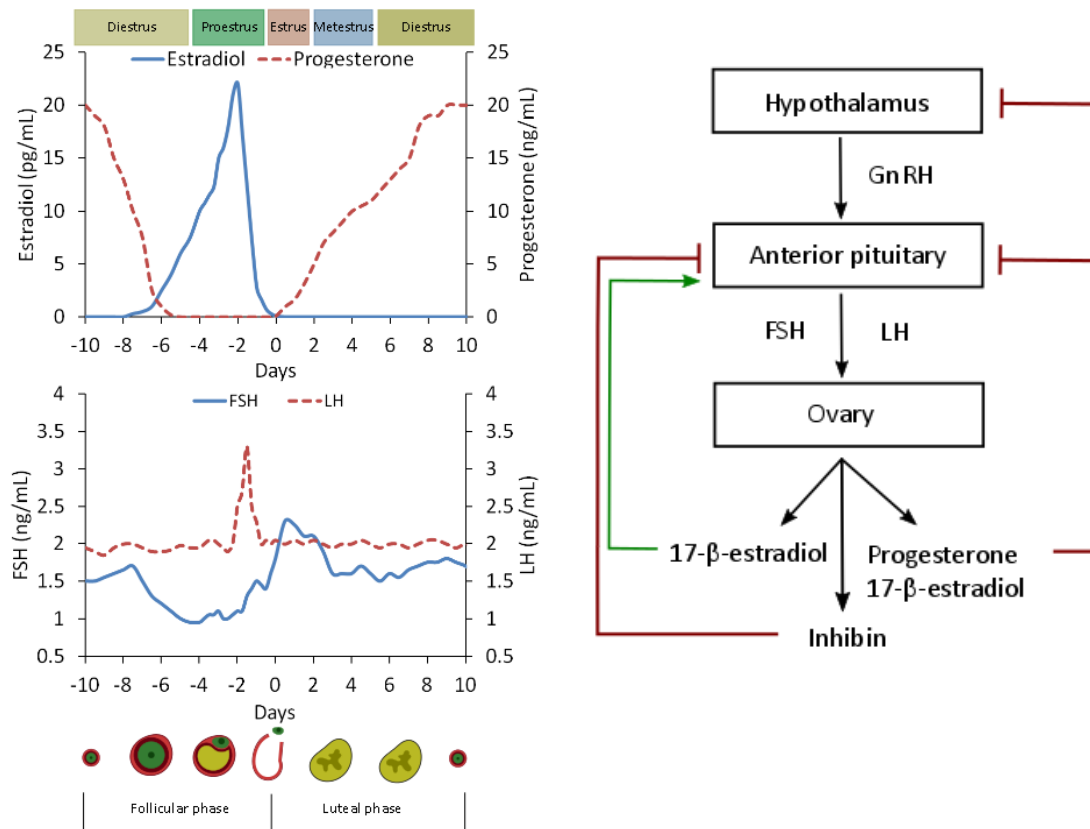 Diestrus Proestrus Estrus Metestrus Diestrus
25 25
Estradiol Progesterone
20 20
15 15
10 10
5 5
0 0
Estradiol (pg/mL)
Progesterone (ng/mL)
-10 -8 -6 -4 -2 0 2 4 6 8 10
Days
4 4
FSH LH
3.5 3.5
3 3
2.5 2.5
2 2
1.5 1.5
1 1
0.5 0.5
FSH (ng/mL)
LH (ng/mL)
-10 -8 -6 -4 -2 0 2 4 6 8 10
Days
Follicular phase Luteal phase
Hypothalamus
GnRH
Anterior pituitary
FSH LH
Ovary
17-β-estradiol
Progesterone
17-β-estradiol
Inhibin